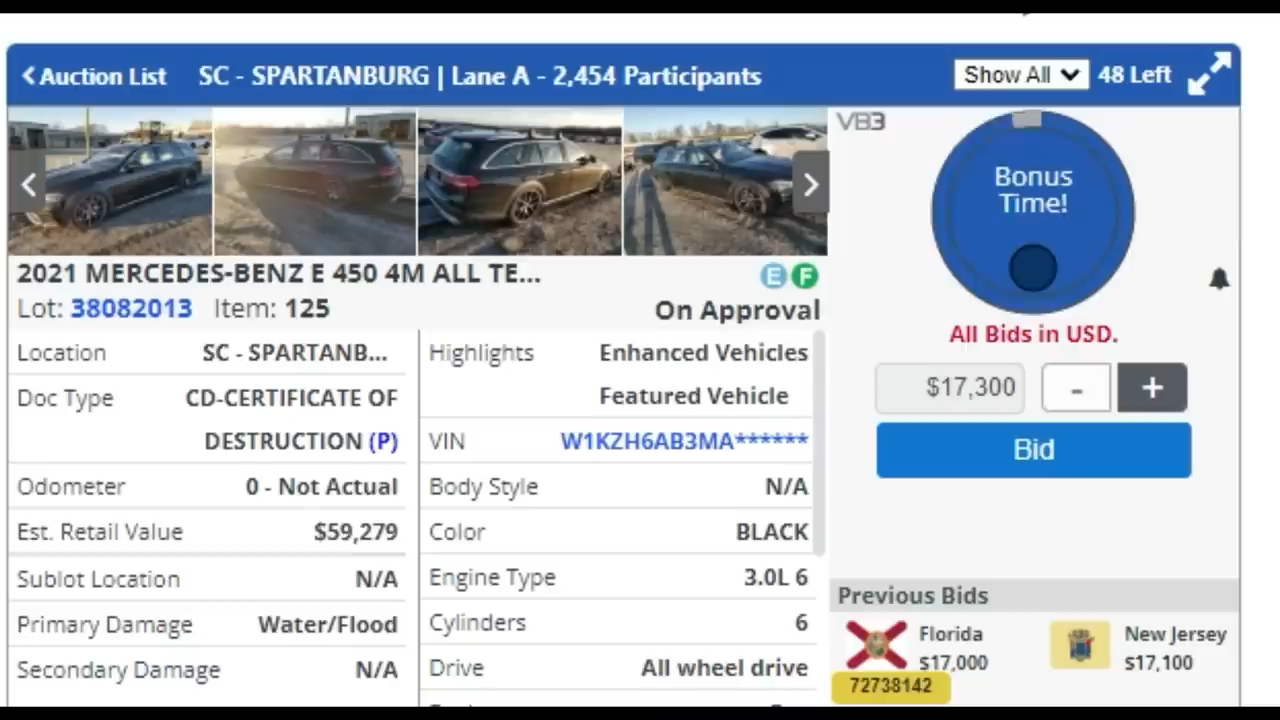 Auction List SC - SPARTANBURG | Lane A - 2,454 Participants Show All 48 Left
VB3
Bonus
Time!
2021 MERCEDES-BENZ E 450 4M ALL TE...
E F
Lot: 38082013 Item: 125
On Approval
All Bids in USD.
Location SC - SPARTANB...
Doc Type CD-CERTIFICATE OF
DESTRUCTION (P)
Odometer 0 - Not Actual
Est. Retail Value $59,279
Sublot Location N/A
Primary Damage Water/Flood
Secondary Damage N/A
Highlights Enhanced Vehicles
Featured Vehicle
VIN W1KZH6AB3MA******
Body Style N/A
Color BLACK
Engine Type 3.0L 6
Cylinders 6
Drive All wheel drive
$17,300 - +
Bid
Previous Bids
Florida
$17,000
72738142
New Jersey
$17,100